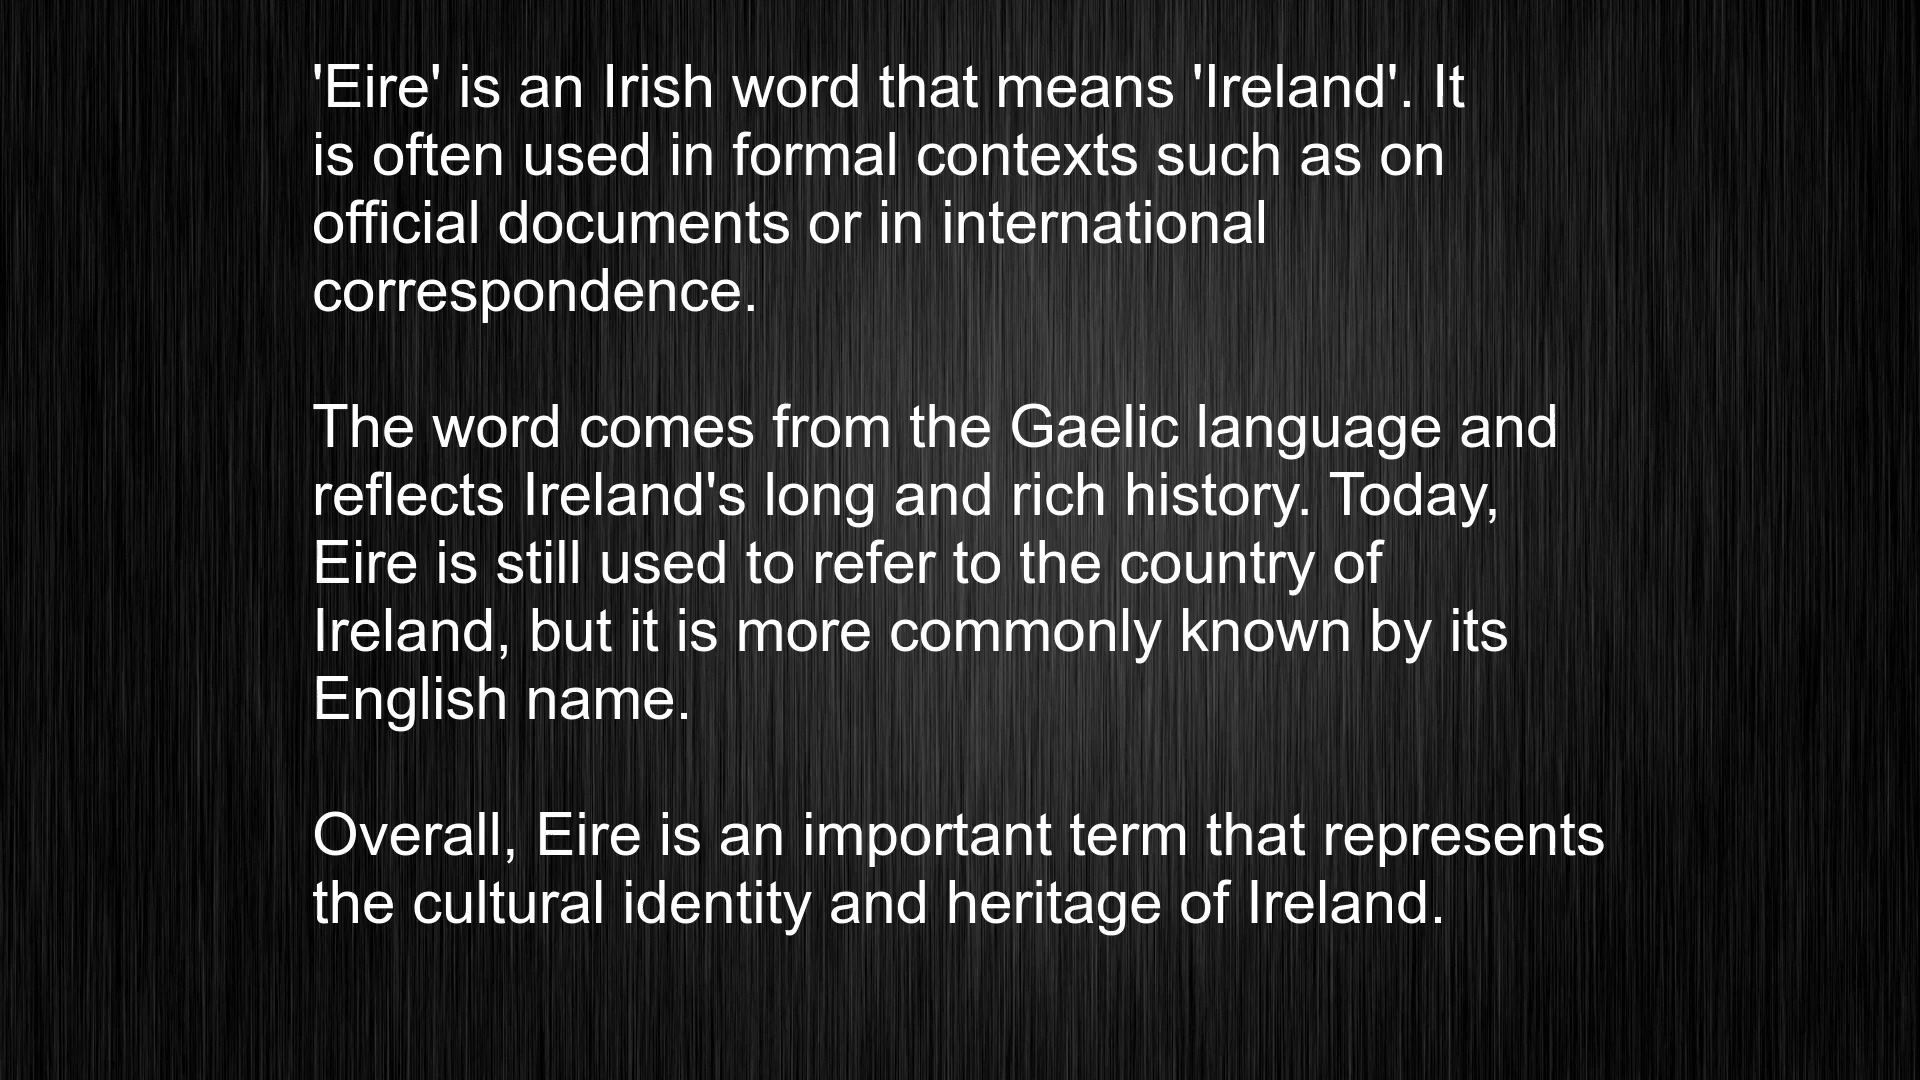 'Eire' is an Irish word that means 'Ireland'. It
is often used in formal contexts such as on
official documents or in international
correspondence.
The word comes from the Gaelic language and
reflects Ireland's long and rich history. Today,
Eire is still used to refer to the country of
Ireland, but it is more commonly known by its
English name.
Overall, Eire is an important term that represents
the cultural identity and heritage of Ireland.